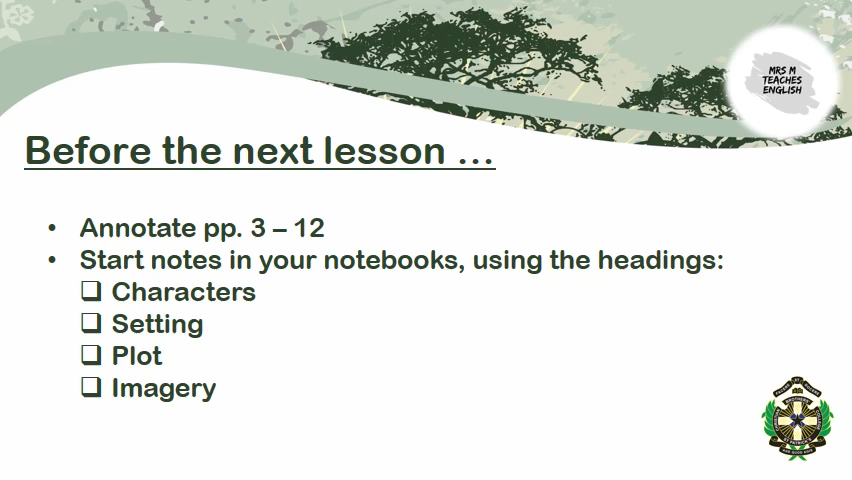 MRS M
TEACHES
ENGLISH
Before the next lesson …
• Annotate pp. 3 – 12
• Start notes in your notebooks, using the headings:
❑ Characters
❑ Setting
❑ Plot
❑ Imagery